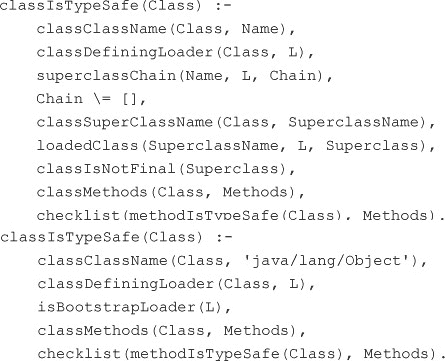 classIsTypeSafe(Class) :-
classClassName(Class, Name),
classDefiningLoader(Class, L),
superclassChain(Name, L, Chain),
Chain \= [],
classSuperClassName(Class, SuperclassName),
loadedClass(SuperclassName, L, Superclass),
classIsNotFinal(Superclass),
classMethods(Class, Methods),
checklist(methodIsTypeSafe(Class), Methods).
classIsTypeSafe(Class) :-
classClassName(Class, 'java/lang/Object'),
classDefiningLoader(Class, L),
isBootstrapLoader(L),
classMethods(Class, Methods),
checklist(methodIsTypeSafe(Class), Methods).